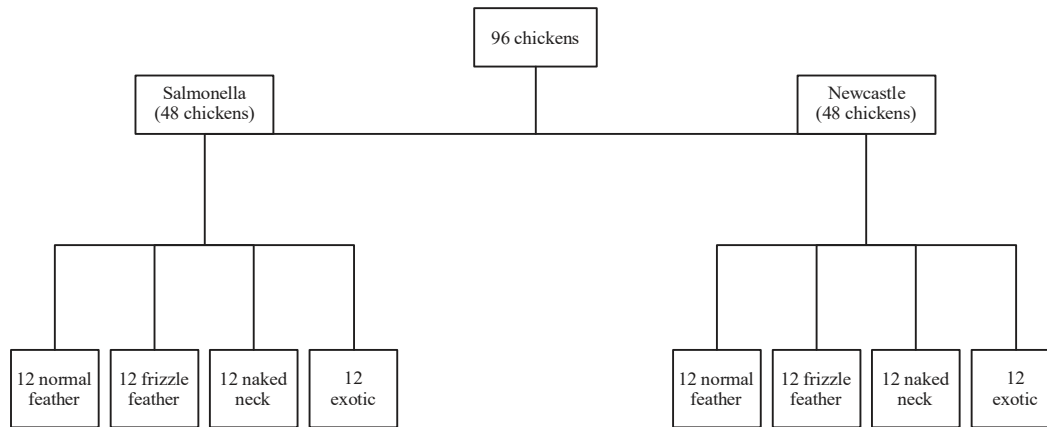 96 chickens
Salmonella
(48 chickens)
Newcastle
(48 chickens)
12 normal
feather
12 frizzle
feather
12 naked
neck
12
exotic
12 normal
feather
12 frizzle
feather
12 naked
neck
12
exotic